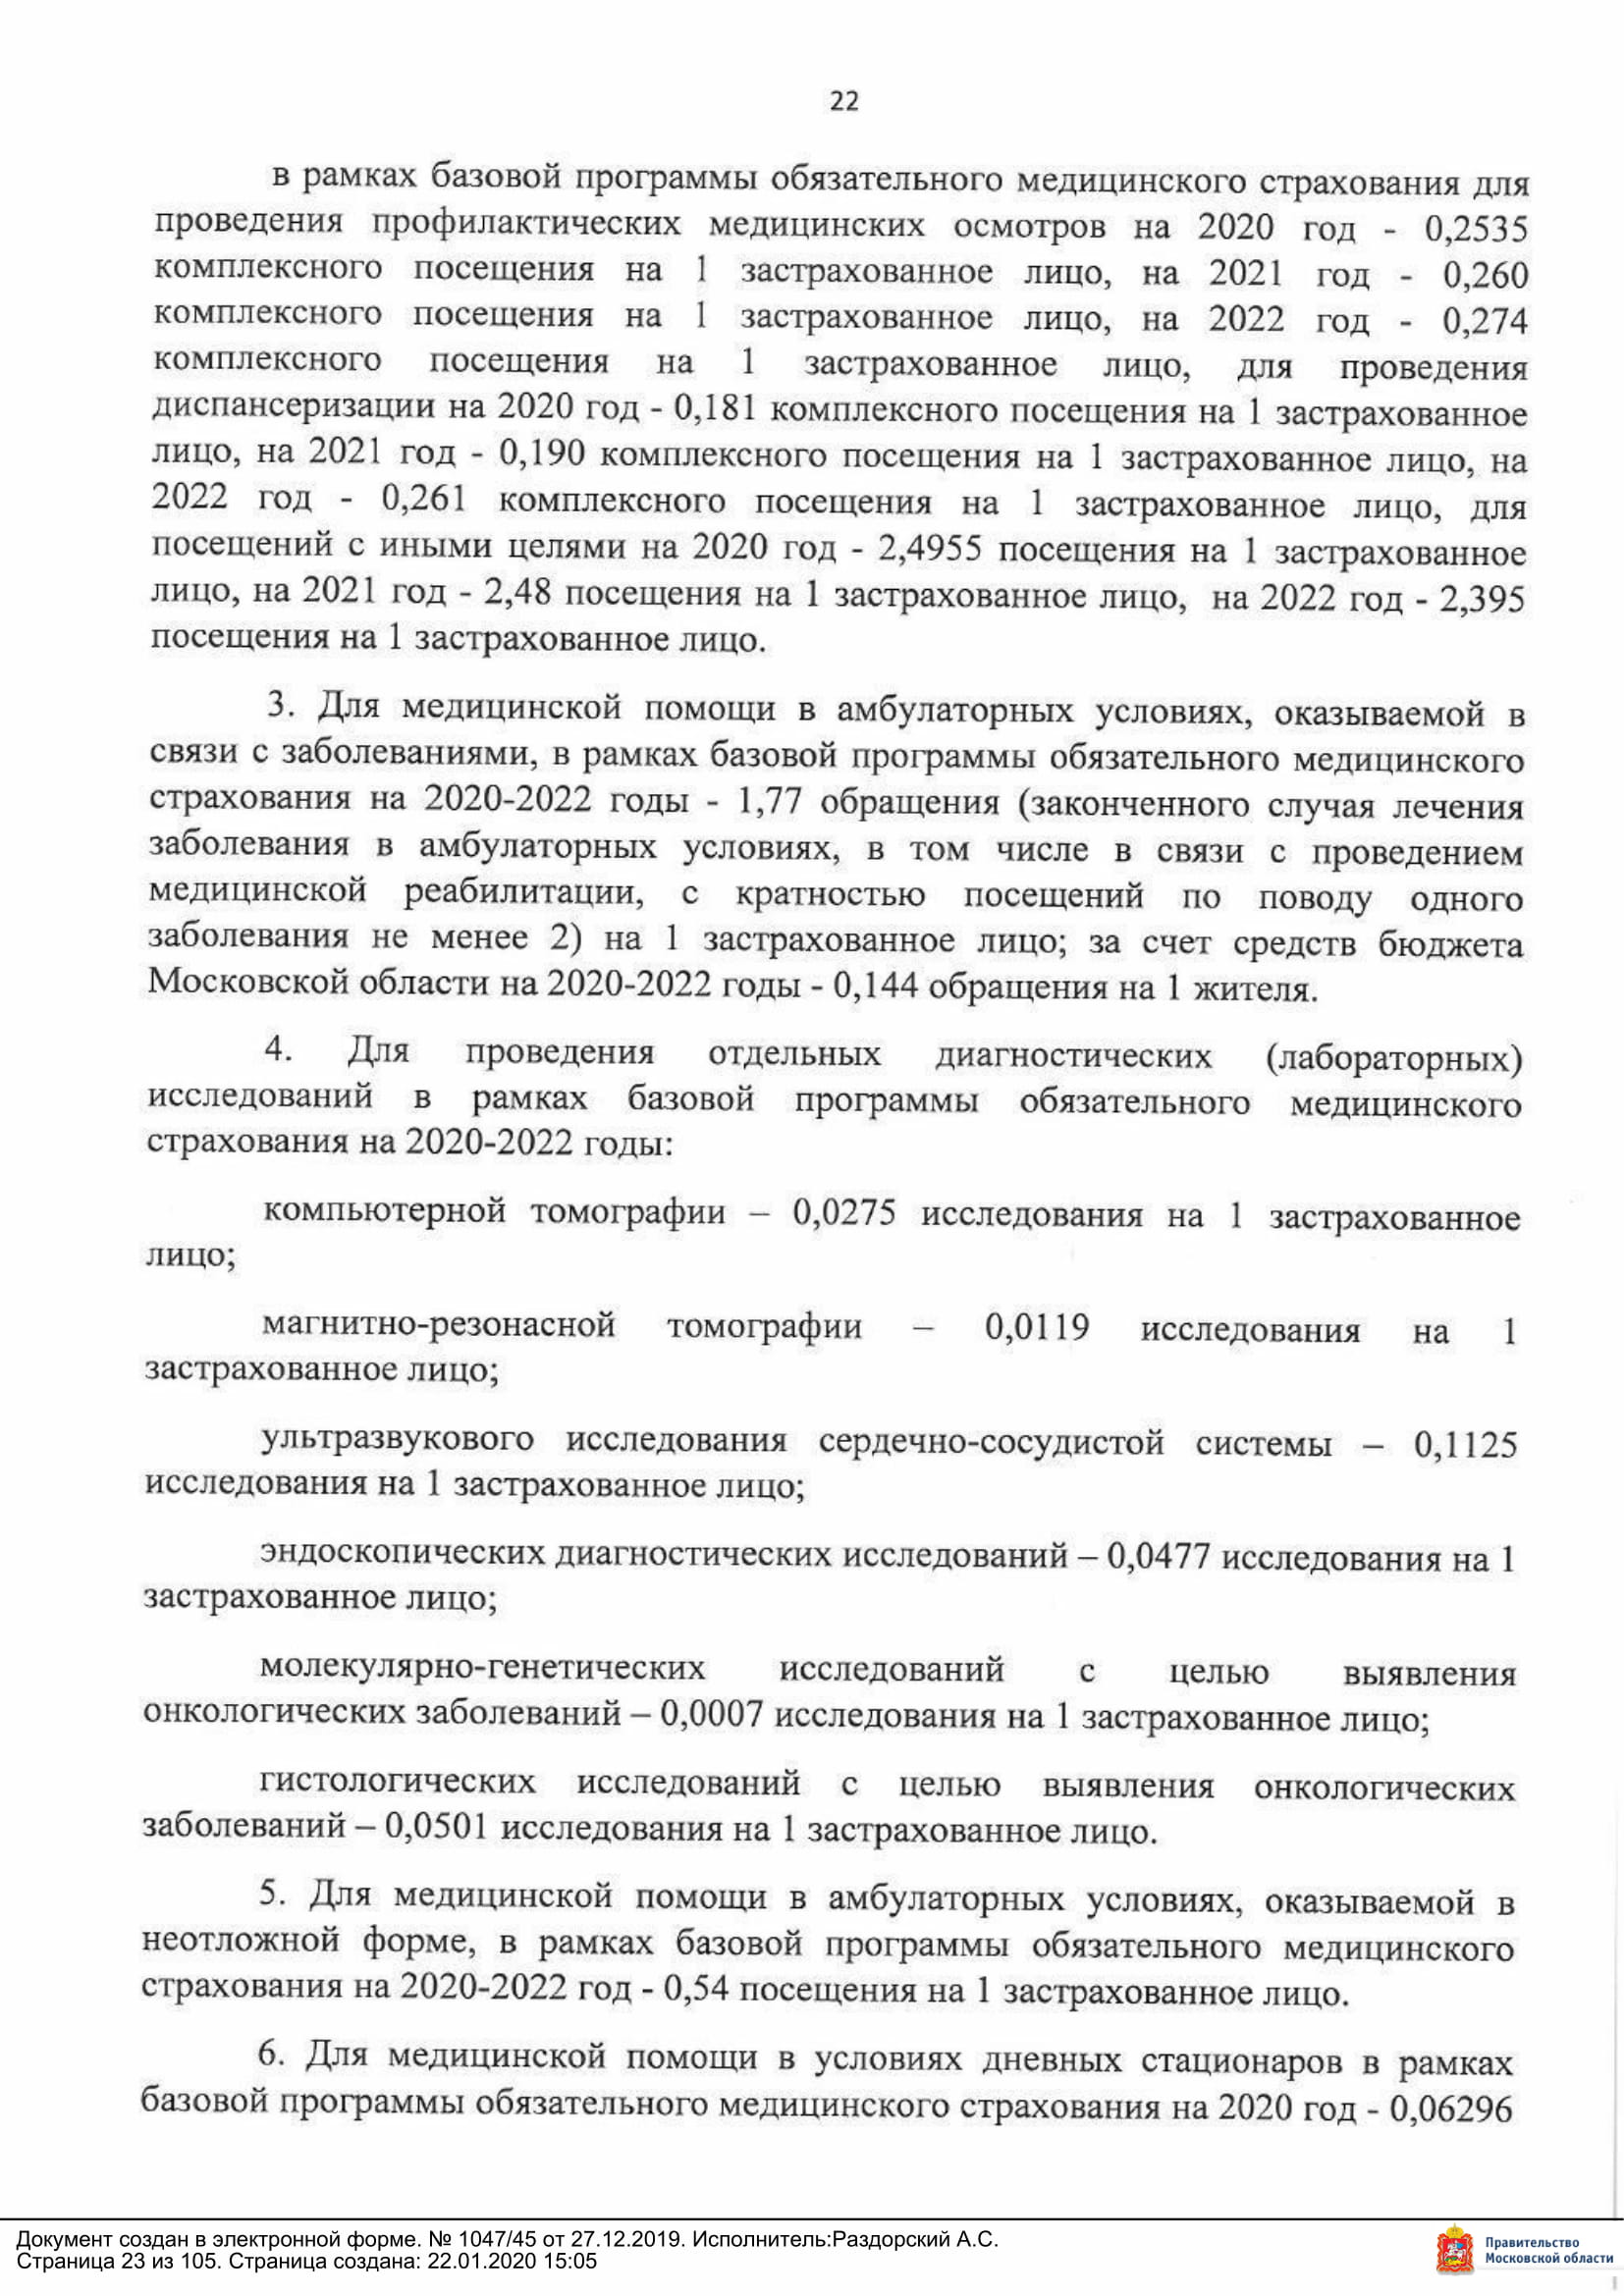 22
в рамках базовой программы обязательного медицинского страхования для
проведения профилактических медицинских осмотров на 2020 год - 0,2535
комплексного посещения на 1 застрахованное лицо, на 2021 год - 0,260
комплексного посещения на 1 застрахованное лицо, на 2022 год - 0,274
комплексного посещения на 1 застрахованное лицо, для проведения
диспансеризации на 2020 год - 0,181 комплексного посещения на 1 застрахованное
лицо, на 2021 год - 0,190 комплексного посещения на 1 застрахованное лицо, на
2022 год - 0,261 комплексного посещения на 1 застрахованное лицо, для
посещений с иными целями на 2020 год - 2,4955 посещения на 1 застрахованное
лицо, на 2021 год - 2,48 посещения на 1 застрахованное лицо, на 2022 год - 2,395
посещения на 1 застрахованное лицо.
3. Для медицинской помощи в амбулаторных условиях, оказываемой в
связи с заболеваниями, в рамках базовой программы обязательного медицинского
страхования на 2020-2022 годы - 1,77 обращения (законченного случая лечения
заболевания в амбулаторных условиях, в том числе в связи с проведением
медицинской реабилитации, с кратностью посещений по поводу одного
заболевания не менее 2) на 1 застрахованное лицо; за счет средств бюджета
Московской области на 2020-2022 годы - 0,144 обращения на 1 жителя.
4. Для проведения отдельных диагностических (лабораторных)
исследований в рамках базовой программы обязательного медицинского
страхования на 2020-2022 годы:
компьютерной томографии – 0,0275 исследования на 1 застрахованное
лицо;
магнитно-резонасной томографии – 0,0119 исследования на 1
застрахованное лицо;
ультразвукового исследования сердечно-сосудистой системы – 0,1125
исследования на 1 застрахованное лицо;
эндоскопических диагностических исследований – 0,0477 исследования на 1
застрахованное лицо;
молекулярно-генетических исследований с целью выявления
онкологических заболеваний – 0,0007 исследования на 1 застрахованное лицо;
гистологических исследований с целью выявления онкологических
заболеваний – 0,0501 исследования на 1 застрахованное лицо.
5. Для медицинской помощи в амбулаторных условиях, оказываемой в
неотложной форме, в рамках базовой программы обязательного медицинского
страхования на 2020-2022 год - 0,54 посещения на 1 застрахованное лицо.
6. Для медицинской помощи в условиях дневных стационаров в рамках
базовой программы обязательного медицинского страхования на 2020 год - 0,06296
Документ создан в электронной форме. № 1047/45 от 27.12.2019. Исполнитель:Раздорский А.С.
Страница 23 из 105. Страница создана: 22.01.2020 15:05
Правительство
Московской области